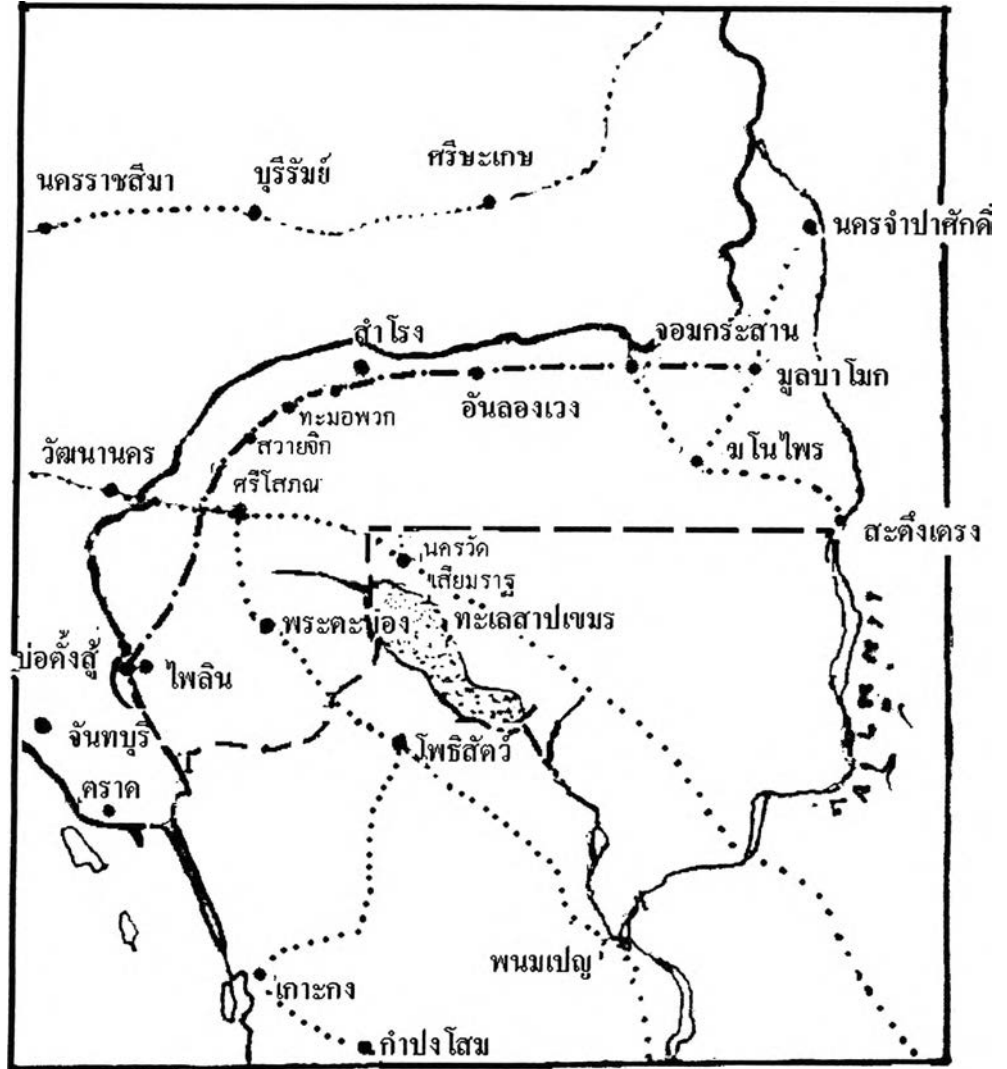 ศรีษะเกษ
บุรีรัมย์
นครราชสีมา
นครจำปาศักดิ์
สำโรง
จอมกระสาน
มูลบาโมก
อันลองเวง
ทะมอพวก
สวายจิก
มโนไพร
วัฒนานคร
ศรีโสภณ
สะตึงเตรง
นครวัด
เสียมราฐ
พระตะบอง
ทะเลสาปเขมร
บ่อตั้งสู้
ไพลิน
จันทบุรี
โพธิสัตว์
ตราด
พนมเปญ
เกาะกง
กำปงโสม